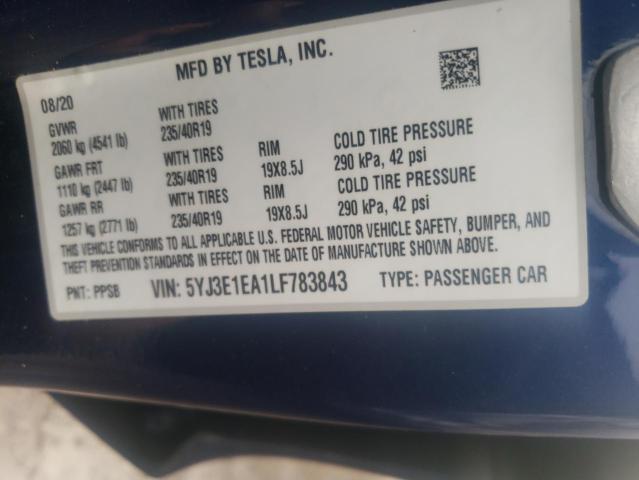 MFD BY TESLA, INC.
08/20
GVWR WITH TIRES
2060 kg (4541 lb) 235/40R19
GAWR FRT WITH TIRES RIM COLD TIRE PRESSURE
1110 kg (2447 lb) 235/40R19 19X8.5J 290 kPa, 42 psi
GAWR RR WITH TIRES RIM COLD TIRE PRESSURE
1257 kg (2771 lb) 235/40R19 19X8.5J 290 kPa, 42 psi
THIS VEHICLE CONFORMS TO ALL APPLICABLE U.S. FEDERAL MOTOR VEHICLE SAFETY, BUMPER, AND
THEFT PREVENTION STANDARDS IN EFFECT ON THE DATE OF MANUFACTURE SHOWN ABOVE.
PNT: PPSB VIN: 5YJ3E1EA1LF783843 TYPE: PASSENGER CAR